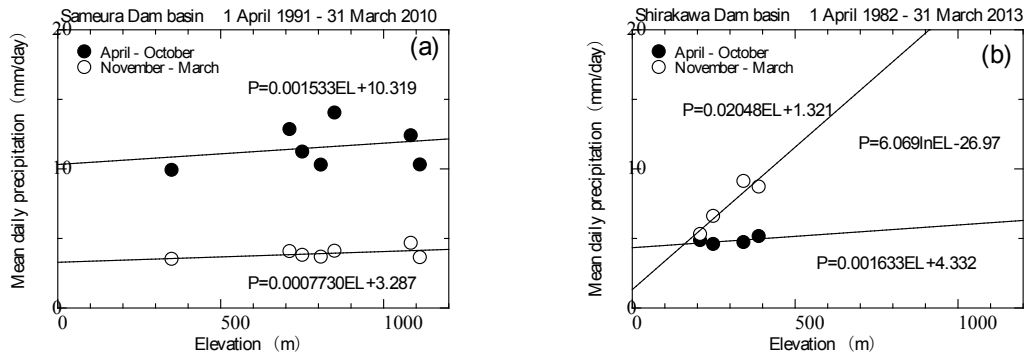 Sameura Dam basin 1 April 1991 - 31 March 2010
(a)
April - October
November - March
P=0.001533EL+10.319
P=0.0007730EL+3.287
Mean daily precipitation (mm/day)
20
10
0
0 500 1000
Elevation (m)
Shirakawa Dam basin 1 April 1982 - 31 March 2013
(b)
April - October
November - March
P=0.02048EL+1.321
P=6.069lnEL-26.97
P=0.001633EL+4.332
Mean daily precipitation (mm/day)
20
10
0
0 500 1000
Elevation (m)